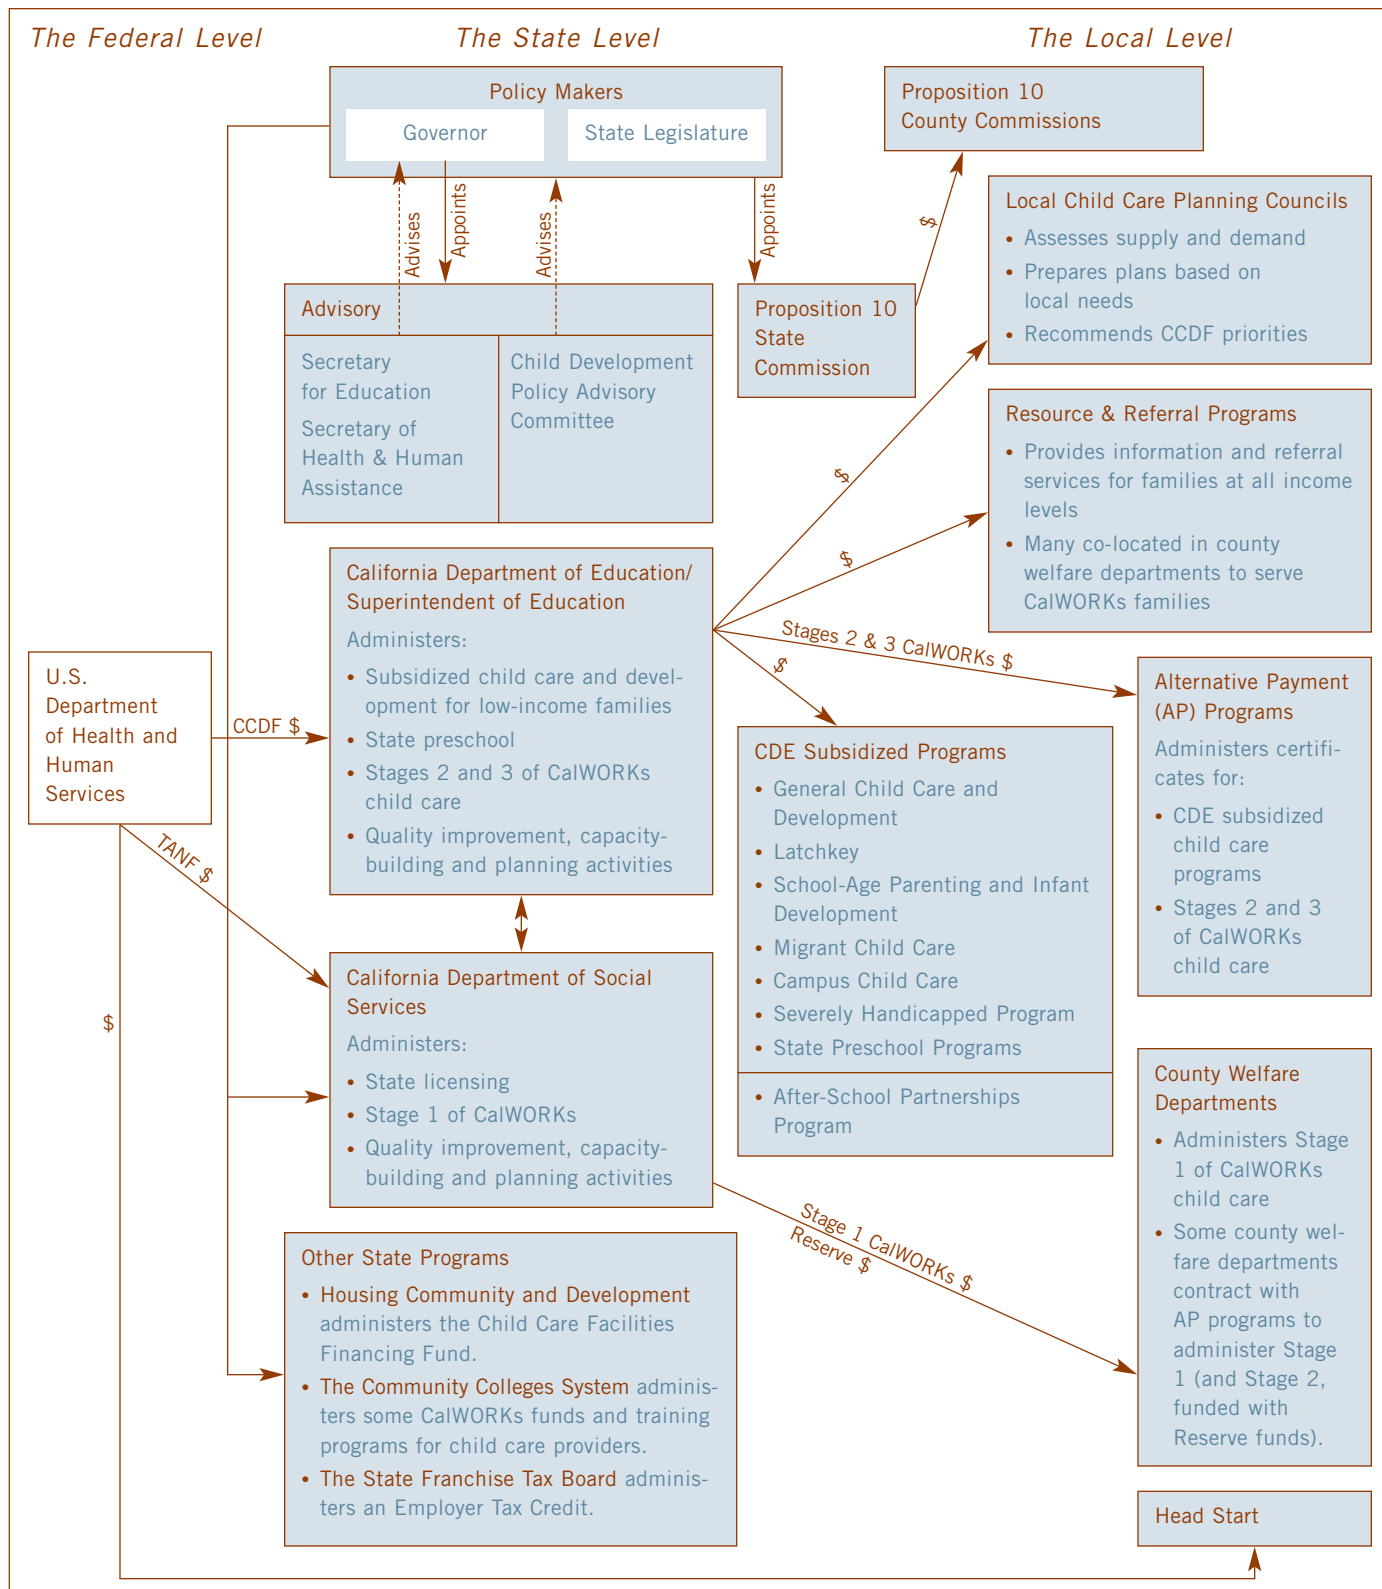 The Federal Level
The State Level
The Local Level
Policy Makers
Governor
State Legislature
Advises
Appoints
Advises
Appoints
Advisory
Secretary
for Education
Secretary of
Health & Human
Assistance
Child Development
Policy Advisory
Committee
Proposition 10
State
Commission
$
Proposition 10
County Commissions
Local Child Care Planning Councils
• Assesses supply and demand
• Prepares plans based on
local needs
• Recommends CCDF priorities
Resource & Referral Programs
• Provides information and referral
services for families at all income
levels
• Many co-located in county
welfare departments to serve
CalWORKs families
$
$
Stages 2 & 3 CalWORKs $
$
California Department of Education/
Superintendent of Education
Administers:
• Subsidized child care and devel-
opment for low-income families
• State preschool
• Stages 2 and 3 of CalWORKs
child care
• Quality improvement, capacity-
building and planning activities
U.S.
Department
of Health and
Human
Services
CCDF $
TANF $
$
CDE Subsidized Programs
• General Child Care and
Development
• Latchkey
• School-Age Parenting and Infant
Development
• Migrant Child Care
• Campus Child Care
• Severely Handicapped Program
• State Preschool Programs
• After-School Partnerships
Program
Alternative Payment
(AP) Programs
Administers certifi-
cates for:
• CDE subsidized
child care
programs
• Stages 2 and 3
of CalWORKs
child care
California Department of Social
Services
Administers:
• State licensing
• Stage 1 of CalWORKs
• Quality improvement, capacity-
building and planning activities
Stage 1 CalWORKs $
Reserve $
County Welfare
Departments
• Administers Stage
1 of CalWORKs
child care
• Some county wel-
fare departments
contract with
AP programs to
administer Stage
1 (and Stage 2,
funded with
Reserve funds).
Other State Programs
• Housing Community and Development
administers the Child Care Facilities
Financing Fund.
• The Community Colleges System adminis-
ters some CalWORKs funds and training
programs for child care providers.
• The State Franchise Tax Board adminis-
ters an Employer Tax Credit.
Head Start